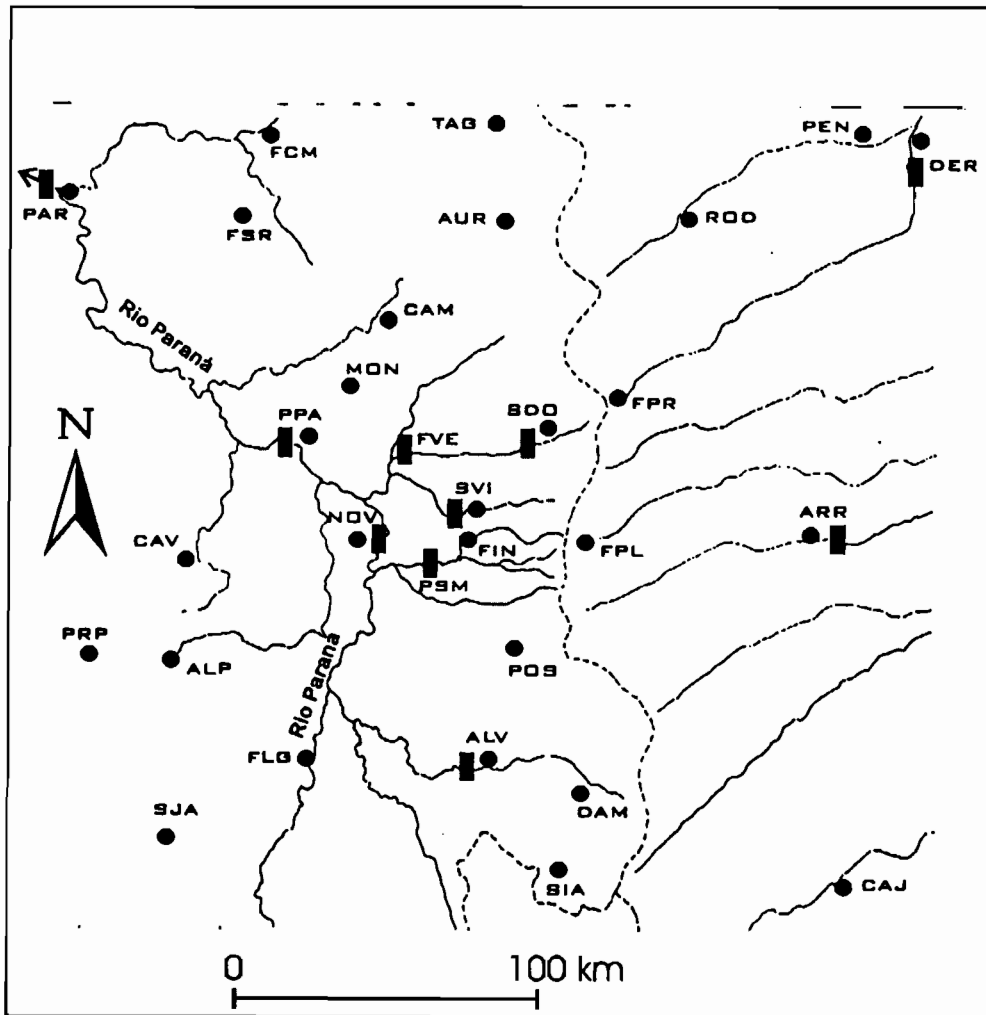 TAG
PEN
FCM
DER
PAR
FSR
AUR
ROD
Rio Paraná
CAM
MON
FPR
PPA
SDO
N
FVE
SVI
NOV
ARR
CAV
FIN
FPL
PSM
PRP
ALP
POS
Rio Paraná
ALV
FLG
DAM
SJA
SIA
CAJ
0
100 km